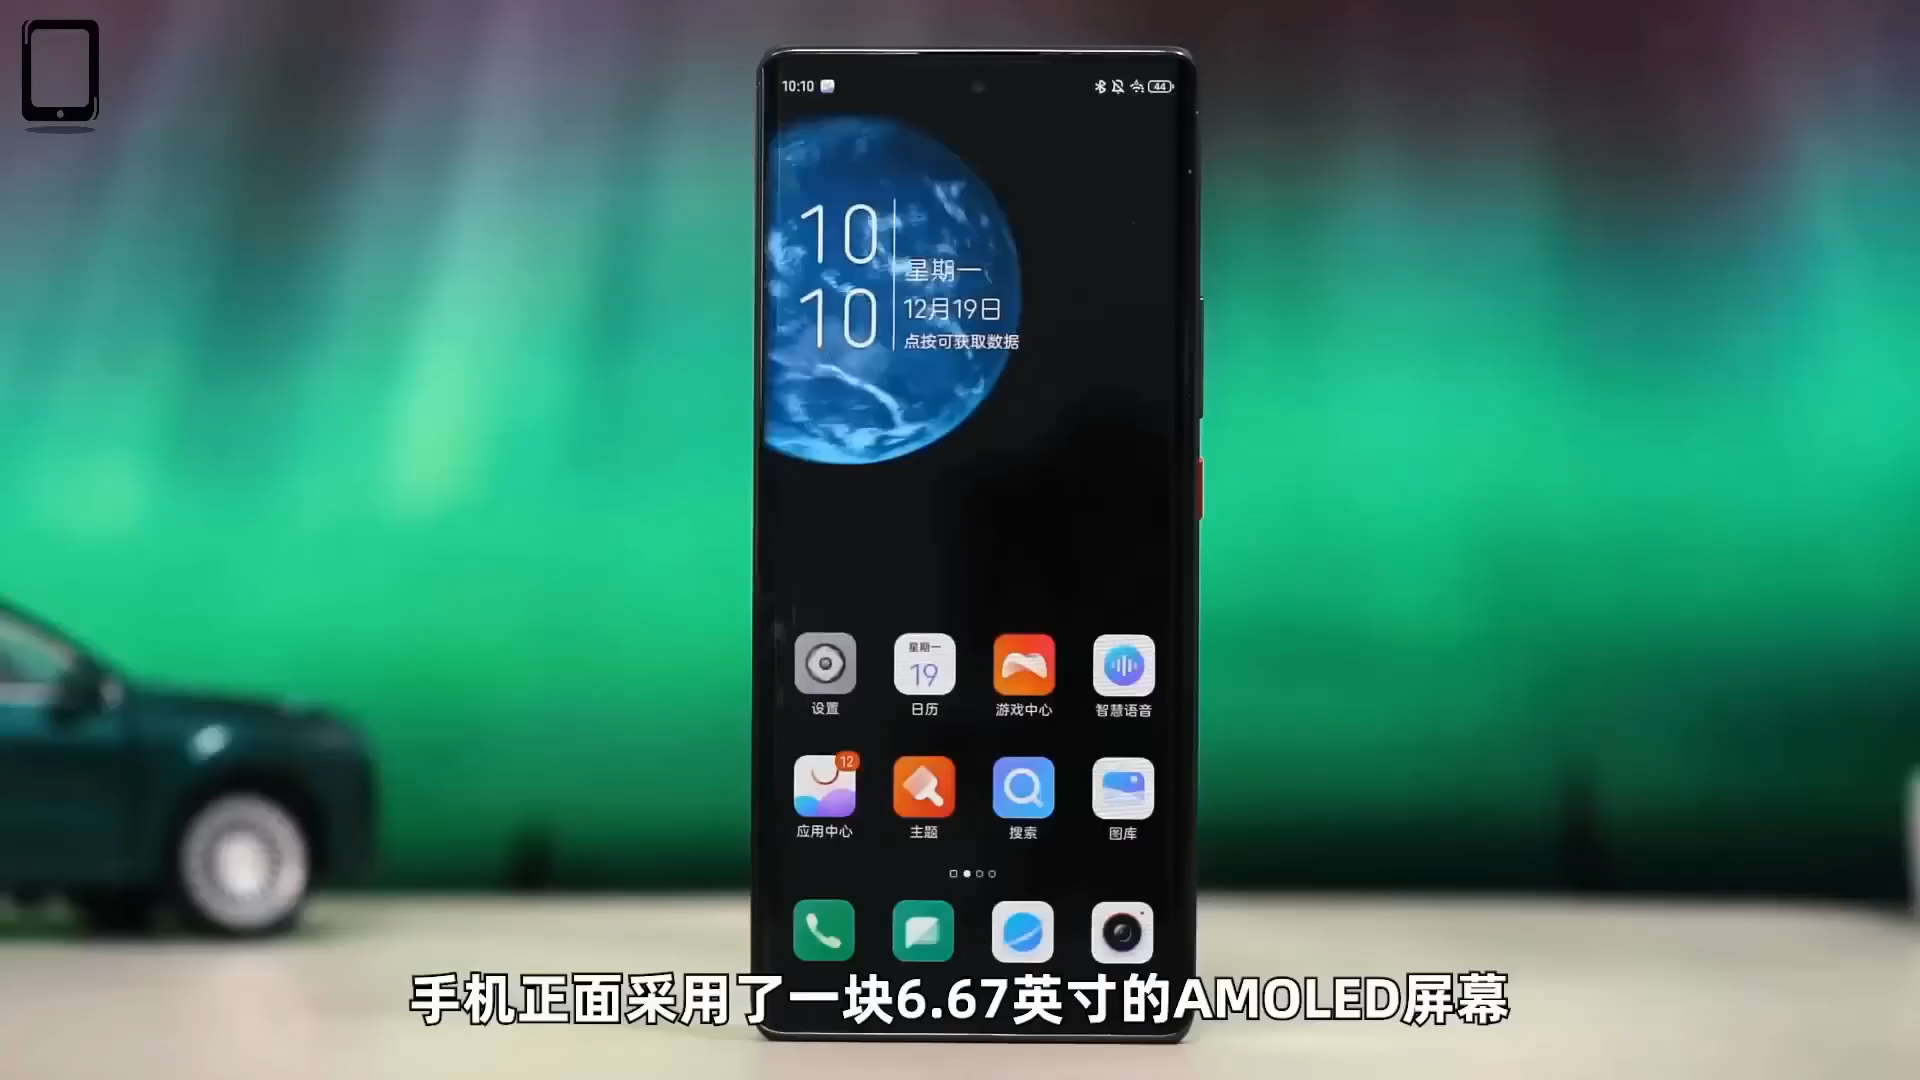 10:10
44
10
10
星期一
12月19日
点按可获取数据
星期一
19
设置
日历
游戏中心
智慧语音
12
应用中心
主题
搜索
图库
手机正面采用了一块6.67英寸的AMOLED屏幕